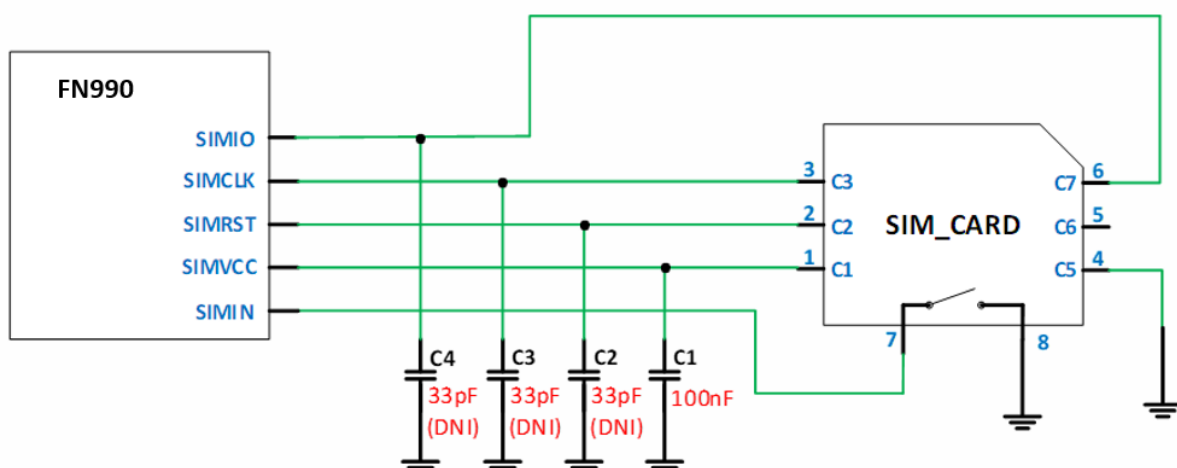 FN990
SIMIO
SIMCLK
SIMRST
SIMVCC
SIMIN
3
C3
2
C2
1
C1
SIM_CARD
C7
6
C6
5
C5
4
7
8
C4
33pF
(DNI)
C3
33pF
(DNI)
C2
33pF
(DNI)
C1
100nF